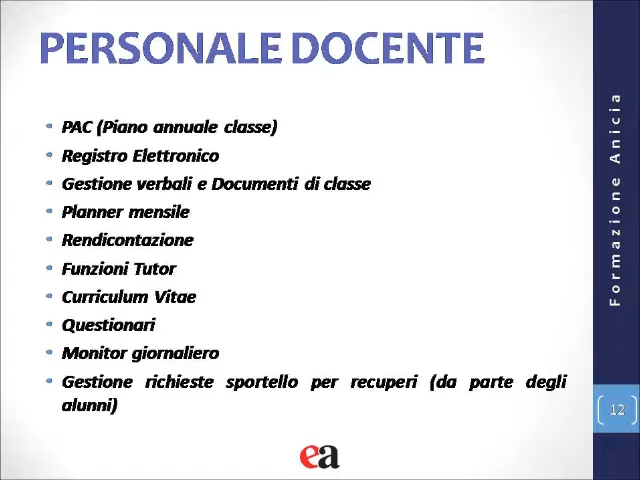 PERSONALE DOCENTE
PAC (Piano annuale classe)
Registro Elettronico
Gestione verbali e Documenti di classe
Planner mensile
Rendicontazione
Funzioni Tutor
Curriculum Vitae
Questionari
Monitor giornaliero
Gestione richieste sportello per recuperi (da parte degli
alunni)
Formazione Anicia
12
ea